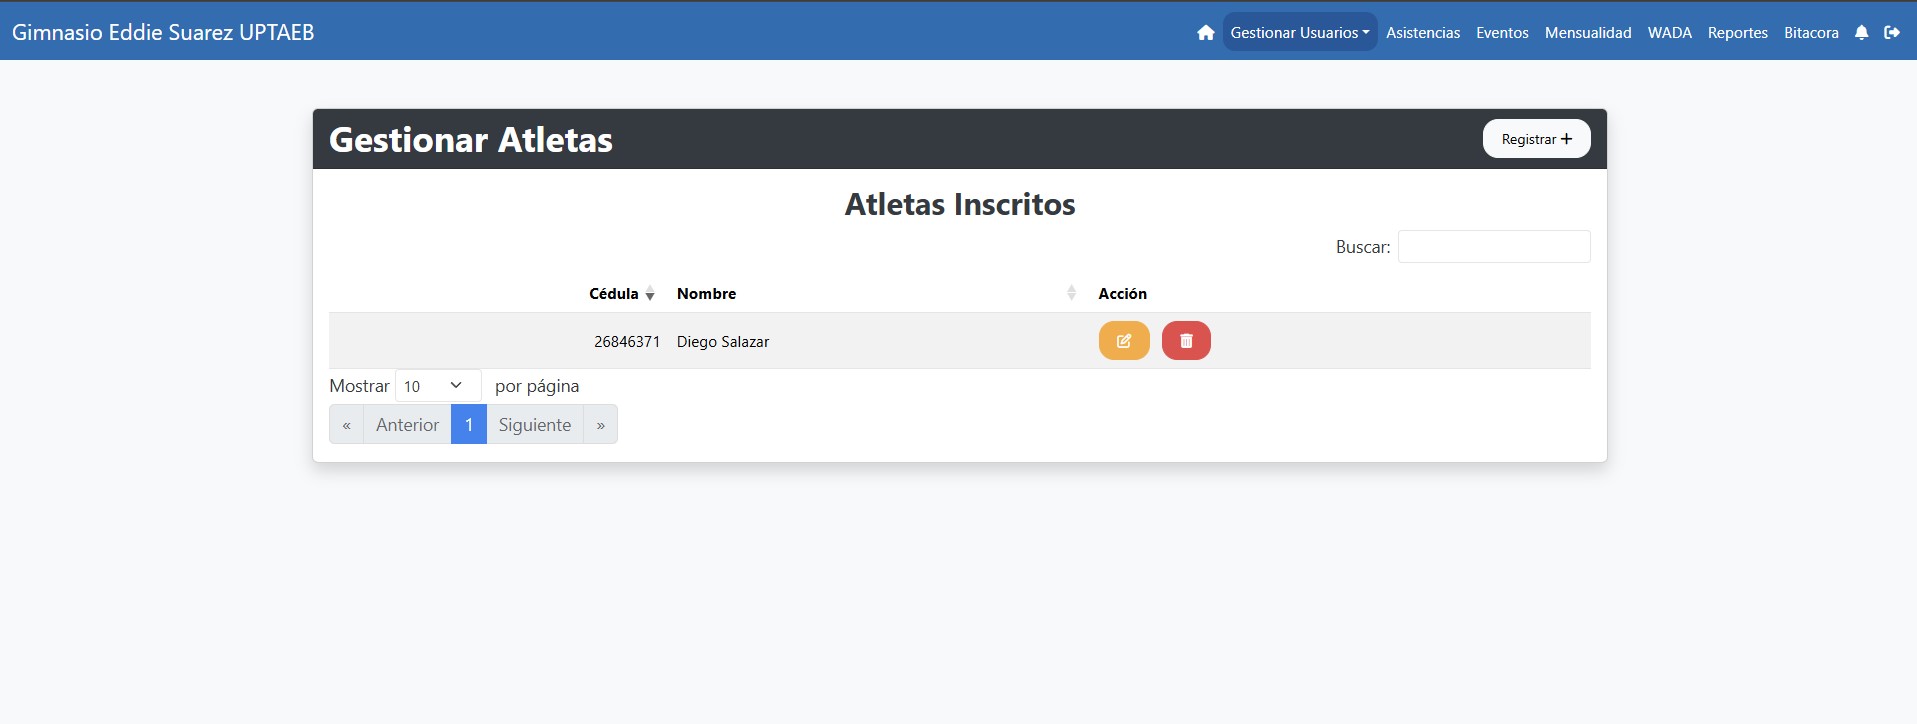 Gimnasio Eddie Suarez UPTAEB Gestionar Usuarios Asistencias Eventos Mensualidad WADA Reportes Bitacora
Gestionar Atletas Registrar +
Atletas Inscritos
Buscar:
Cédula Nombre Acción
26846371 Diego Salazar
Mostrar 10 por página
« Anterior 1 Siguiente »